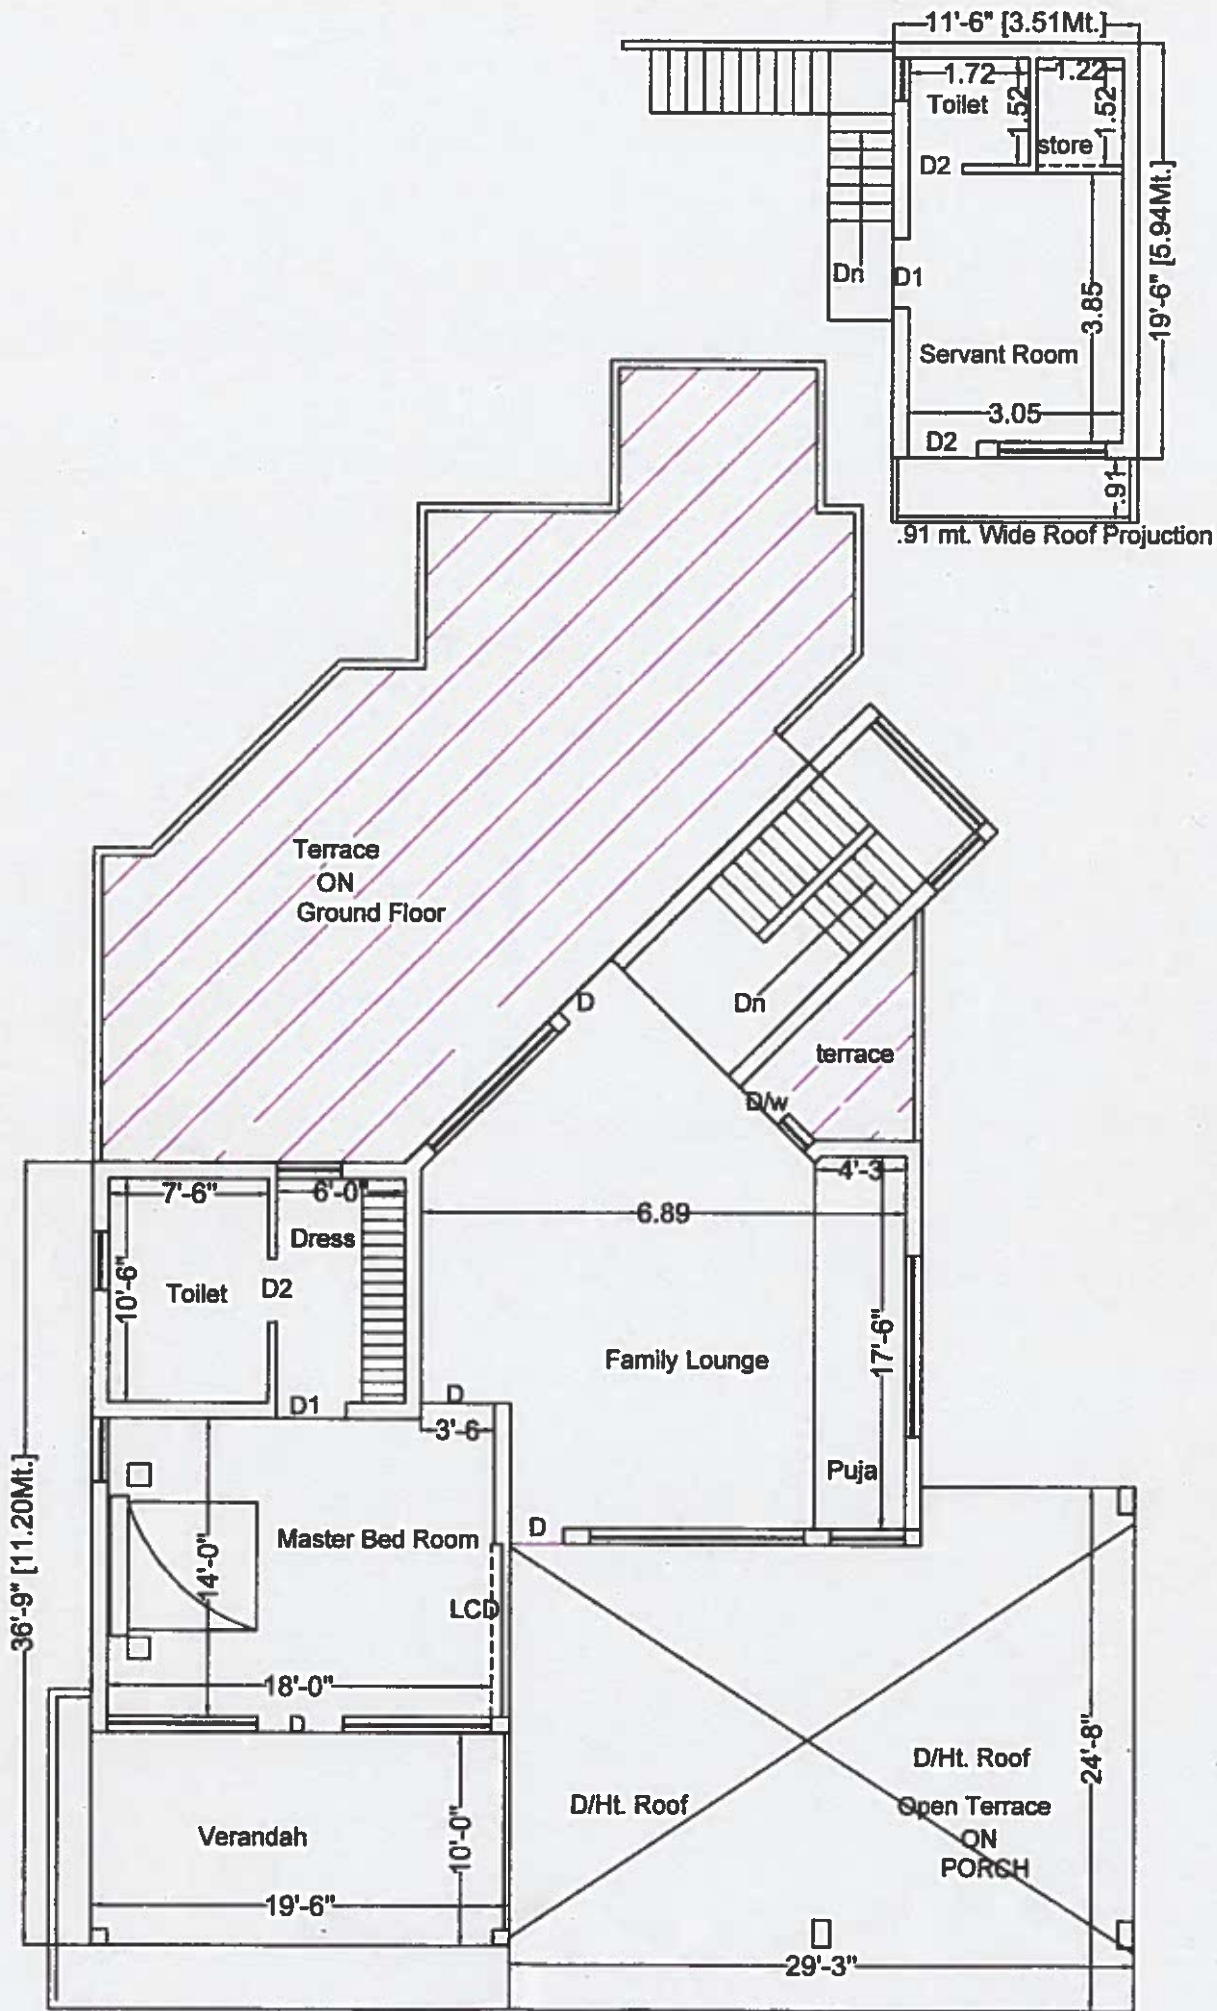 11'-6" [3.51Mt.]
1.72
1.22
Toilet
1.52
store
1.52
D2
19'-6" [5.94Mt.]
Dn
D1
3.85
Servant Room
3.05
D2
.91
.91 mt. Wide Roof Projuction
Terrace
ON
Ground Floor
D
Dn
terrace
D/w
4'-3
7'-6"
6'-0"
6.89
Dress
10'-6"
Toilet
D2
17'-6"
Family Lounge
D1
D
3'-6
Puja
36'-9" [11.20Mt.]
Master Bed Room
D
14'-0"
LCD
18'-0"
D
24'-8"
D/Ht. Roof
D/Ht. Roof
Open Terrace
ON
PORCH
Verandah
10'-0"
19'-6"
29'-3"